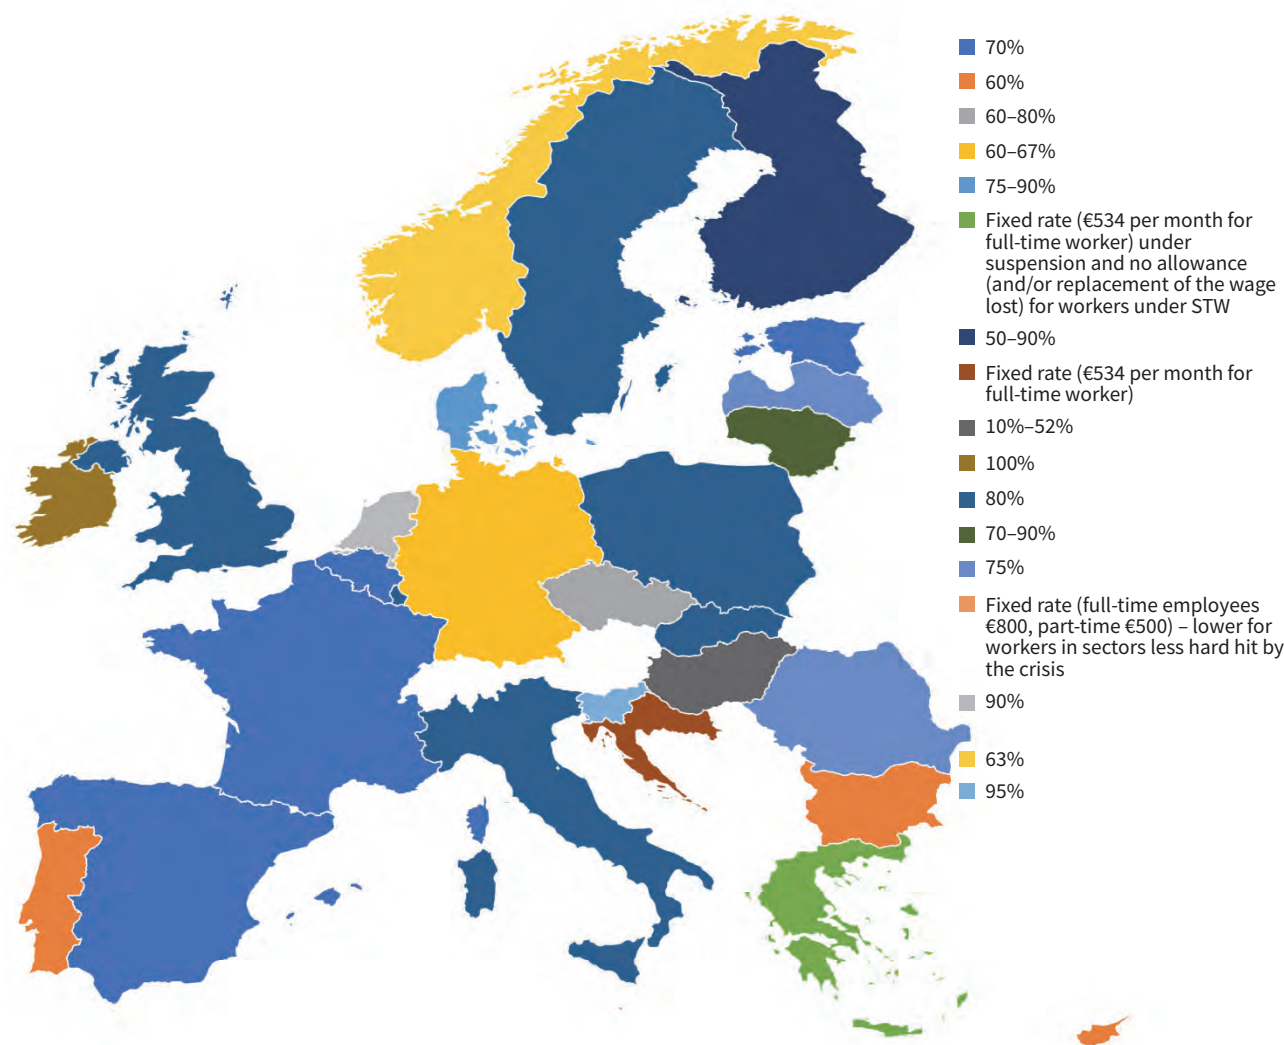 70%
60%
60–80%
60–67%
75–90%
Fixed rate (€534 per month for
full-time worker) under
suspension and no allowance
(and/or replacement of the wage
lost) for workers under STW
50–90%
Fixed rate (€534 per month for
full-time worker)
10%–52%
100%
80%
70–90%
75%
Fixed rate (full-time employees
€800, part-time €500) – lower for
workers in sectors less hard hit by
the crisis
90%
63%
95%